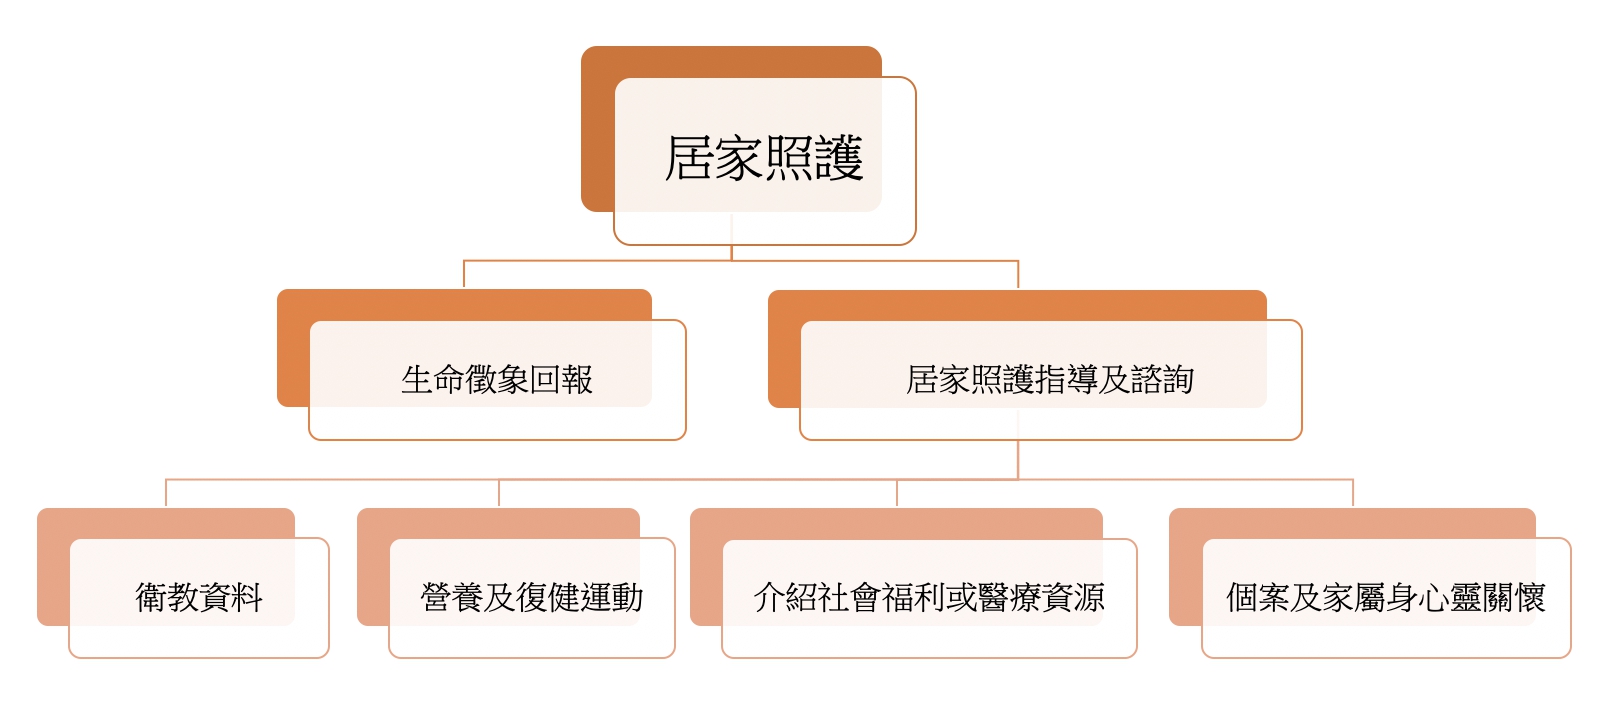 居家照護
生命徵象回報
居家照護指導及諮詢
衛教資料
營養及復健運動
介紹社會福利或醫療資源
個案及家屬身心靈關懷